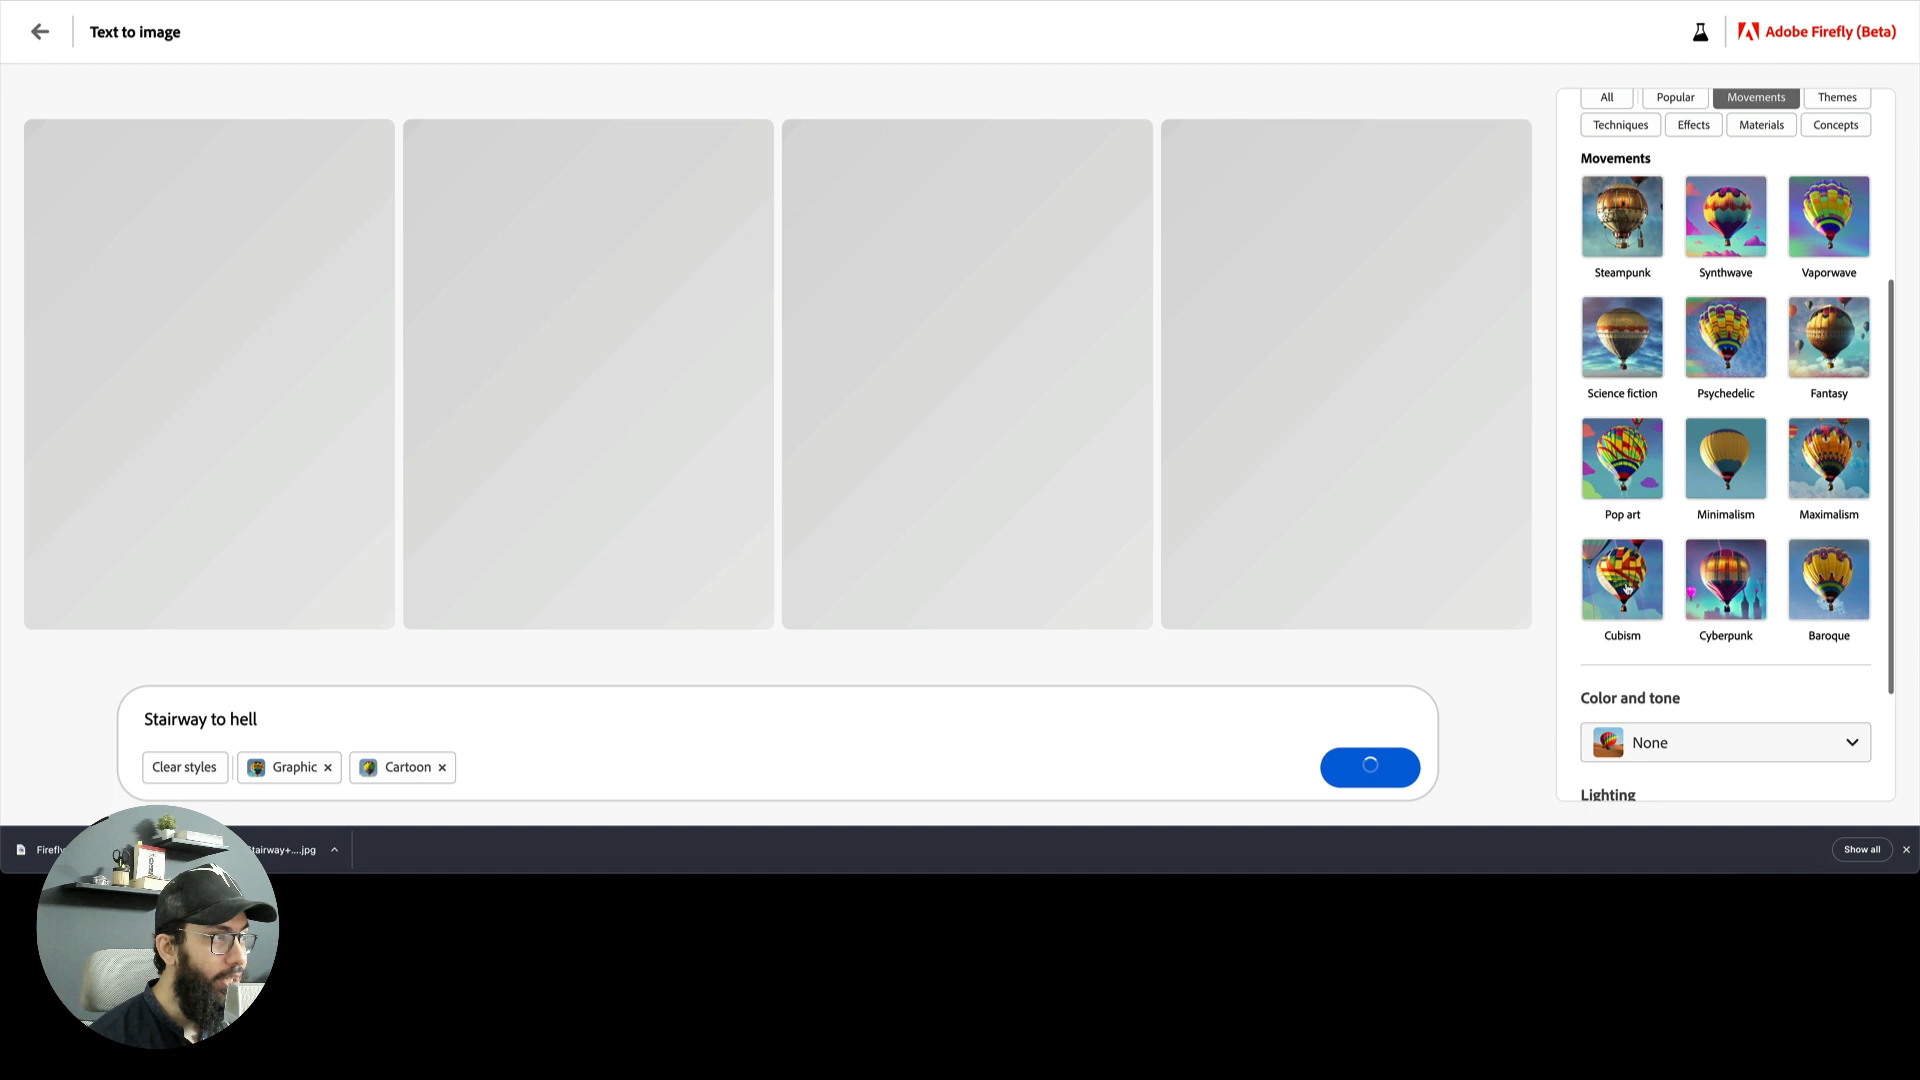 Text to image
Adobe Firefly (Beta)
All
Popular
Movements
Themes
Techniques
Effects
Materials
Concepts
Movements
Steampunk
Synthwave
Vaporwave
Science fiction
Psychedelic
Fantasy
Pop art
Minimalism
Maximalism
Cubism
Cyberpunk
Baroque
Color and tone
None
Lighting
Stairway to hell
Clear styles
Graphic
Cartoon
Firefly
tairway+....jpg
Show all